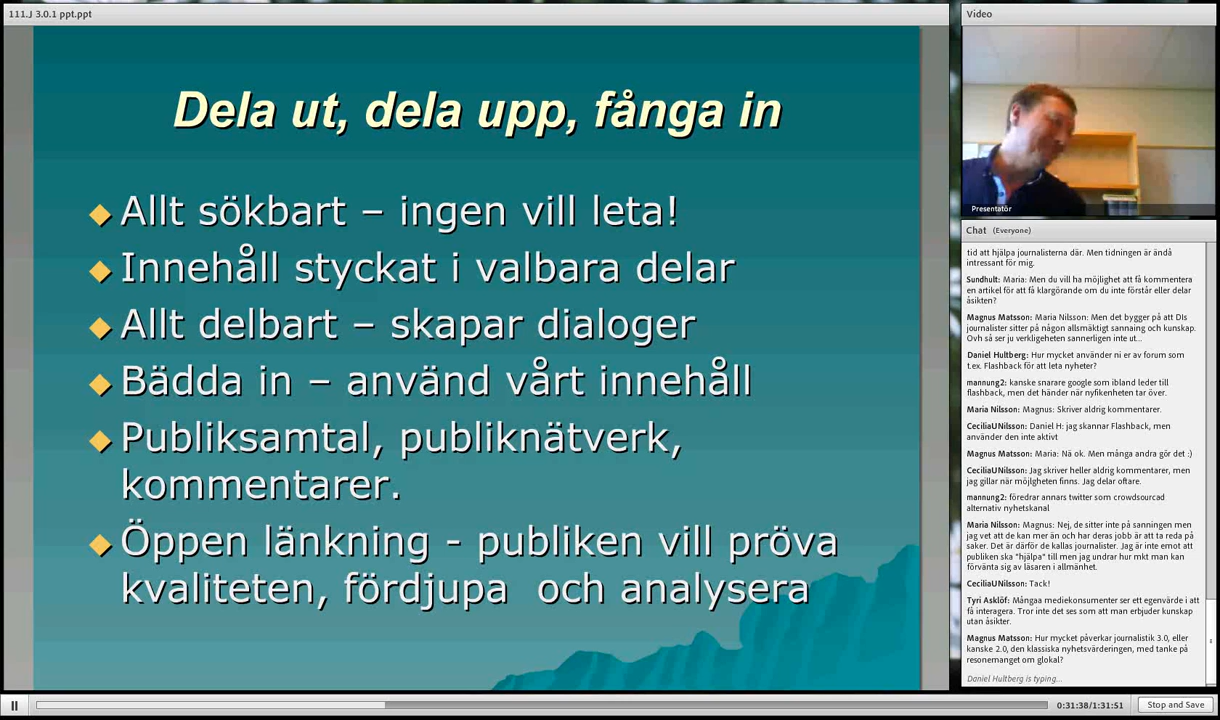 111.J 3.0.1 ppt.ppt
Dela ut, dela upp, fånga in
Allt sökbart – ingen vill leta!
Innehåll styckat i valbara delar
Allt delbart – skapar dialoger
Bädda in – använd vårt innehåll
Publiksamtal, publiknätverk,
kommentarer.
Öppen länkning - publiken vill pröva
kvaliteten, fördjupa och analysera
Video
Presentatör
Chat (Everyone)
tid att hjälpa journalisterna där. Men tidningen är ändå
intressant för mig.
Sundhult: Maria: Men du vill ha möjlighet att få kommentera
en artikel för att få klargörande om du inte förstår eller delar
åsikten?
Magnus Matsson: Maria Nilsson: Men det bygger på att DIs
journalister sitter på någon allsmäktig sannaing och kunskap.
Ovh så ser ju verkligeheten sannerligen inte ut...
Daniel Hultberg: Hur mycket använder ni er av forum som
t.ex. Flashback för att leta nyheter?
mannung2: kanske snarare google som ibland leder till
flashback, men det händer när nyfikenheten tar över.
Maria Nilsson: Magnus: Skriver aldrig kommentarer.
CeciliaUNilsson: Daniel H: jag skannar Flashback, men
använder den inte aktivt
Magnus Matsson: Maria: Nä ok. Men många andra gör det :)
CeciliaUNilsson: Jag skriver heller aldrig kommentarer, men
jag gillar när möjlgheten finns. Jag delar oftare.
mannung2: föredrar annars twitter som crowdsourcad
alternativ nyhetskanal
Maria Nilsson: Magnus: Nej, de sitter inte på sanningen men
jag vet att de kan mer än och har deras jobb är att ta reda på
saker. Det är därför de kallas journalister. Jag är inte emot att
publiken ska "hjälpa" till men jag undrar hur mkt man kan
förvänta sig av läsaren i allmänhet.
CeciliaUNilsson: Tack!
Tyri Asklöf: Mångaa mediekonsumenter ser ett egenvärde i att
få interagera. Tror inte det ses som att man erbjuder kunskap
utan åsikter.
Magnus Matsson: Hur mycket påverkar journalistik 3.0, eller
kanske 2.0, den klassiska nyhetsvärderingen, med tanke på
resonemanget om glokal?
Daniel Hultberg is typing...
0:31:38/1:31:51
Stop and Save